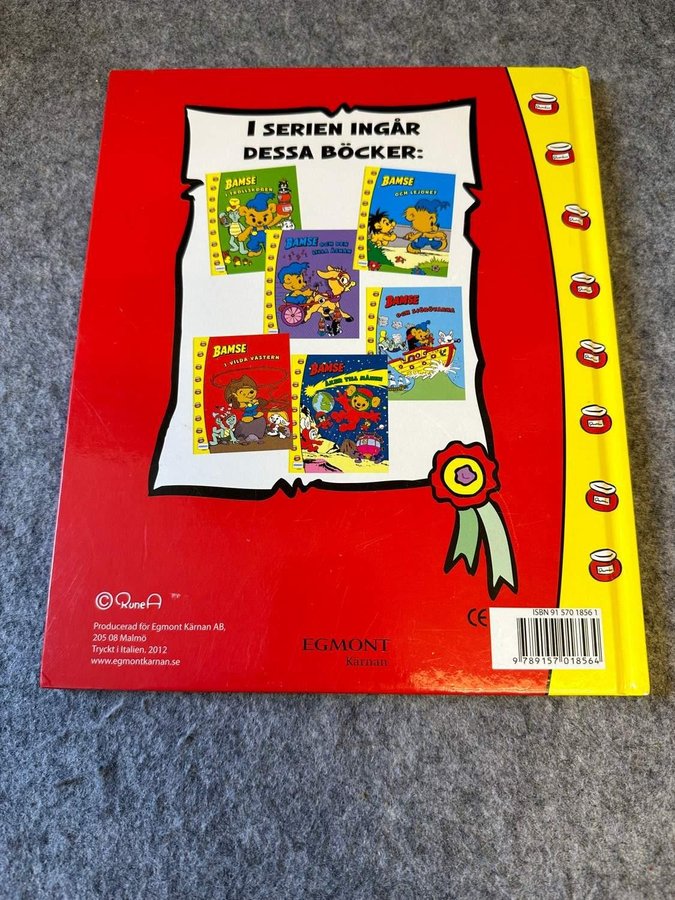 I SERIEN INGÅR
DESSA BÖCKER:
BAMSE
I TROLLSKOGEN
BAMSE
OCH LEJONET
BAMSE OCH DEN
LILLA ÅSNAN
BAMSE
OCH SJÖRÖVARNA
BAMSE
I VILDA VÄSTERN
BAMSE
ÅKER TILL MÅNEN
© Rune A
Producerad för Egmont Kärnan AB,
205 08 Malmö
Tryckt i Italien, 2012
www.egmontkarnan.se
EGMONT
Kärnan
CE
ISBN 91 570 1856 1
9 789157 018564